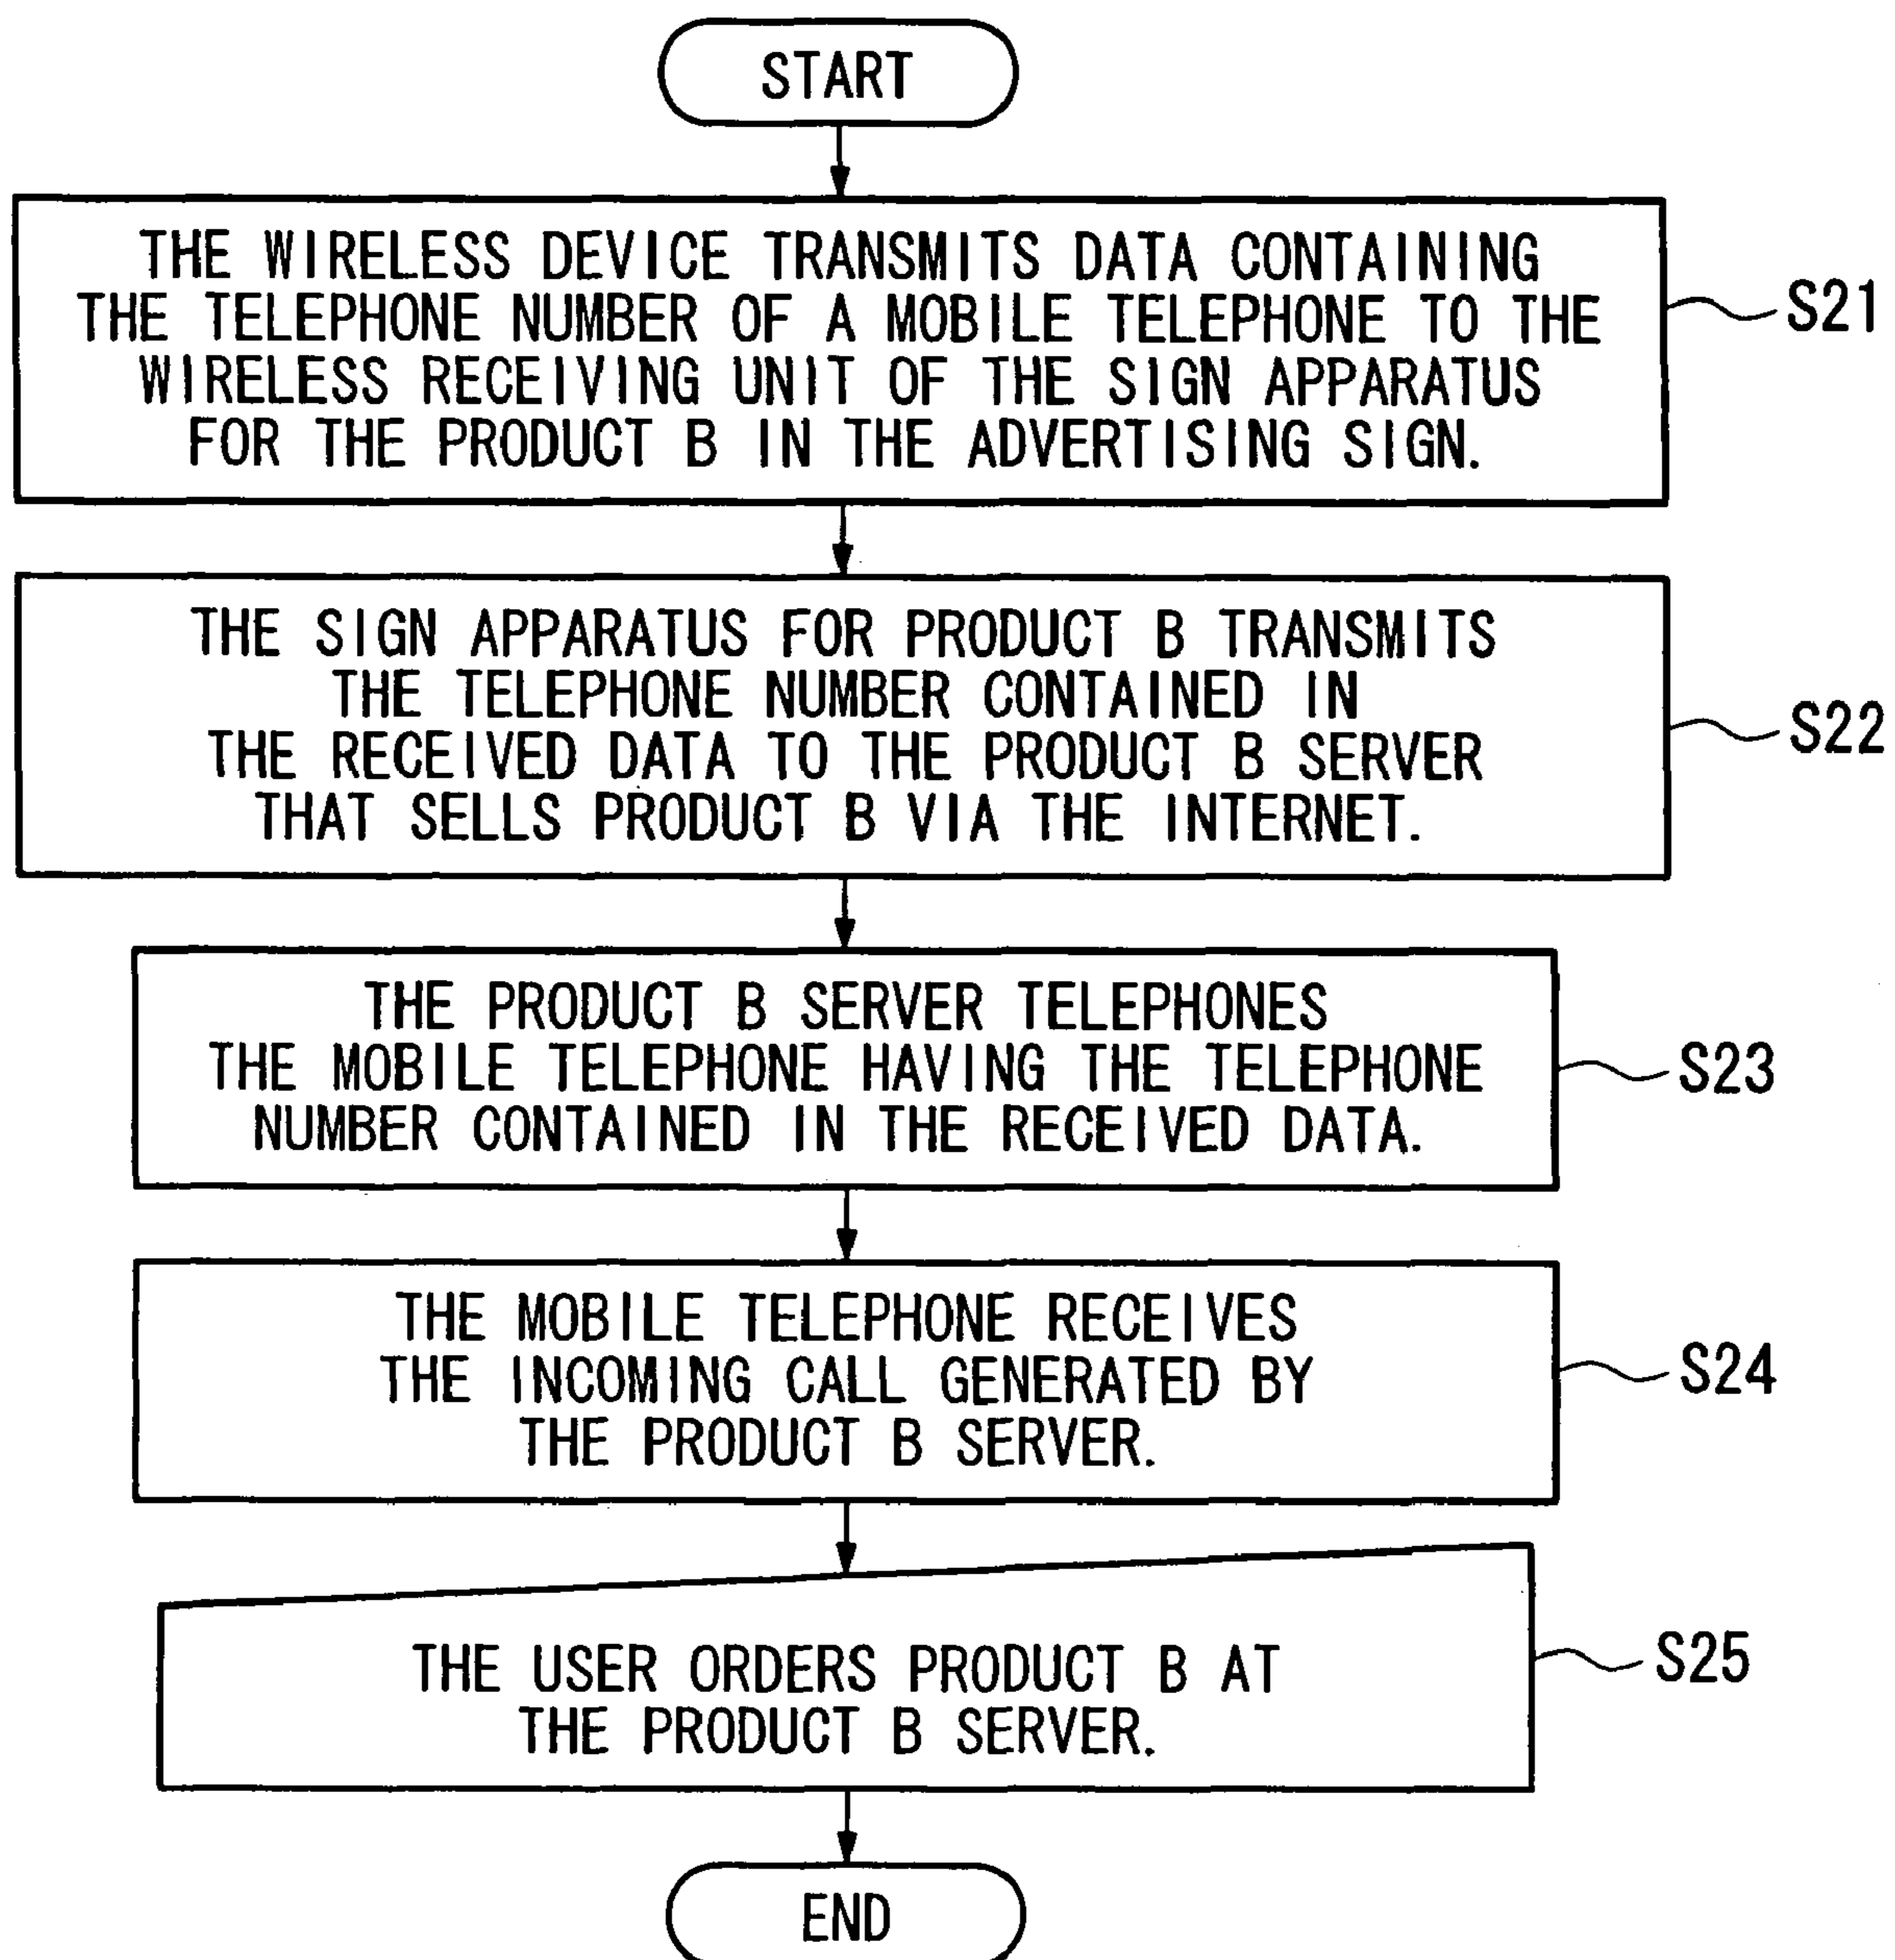 START
THE WIRELESS DEVICE TRANSMITS DATA CONTAINING
THE TELEPHONE NUMBER OF A MOBILE TELEPHONE TO THE
WIRELESS RECEIVING UNIT OF THE SIGN APPARATUS
FOR THE PRODUCT B IN THE ADVERTISING SIGN.
S21
THE SIGN APPARATUS FOR PRODUCT B TRANSMITS
THE TELEPHONE NUMBER CONTAINED IN
THE RECEIVED DATA TO THE PRODUCT B SERVER
THAT SELLS PRODUCT B VIA THE INTERNET.
S22
THE PRODUCT B SERVER TELEPHONES
THE MOBILE TELEPHONE HAVING THE TELEPHONE
NUMBER CONTAINED IN THE RECEIVED DATA.
S23
THE MOBILE TELEPHONE RECEIVES
THE INCOMING CALL GENERATED BY
THE PRODUCT B SERVER.
S24
THE USER ORDERS PRODUCT B AT
THE PRODUCT B SERVER.
S25
END